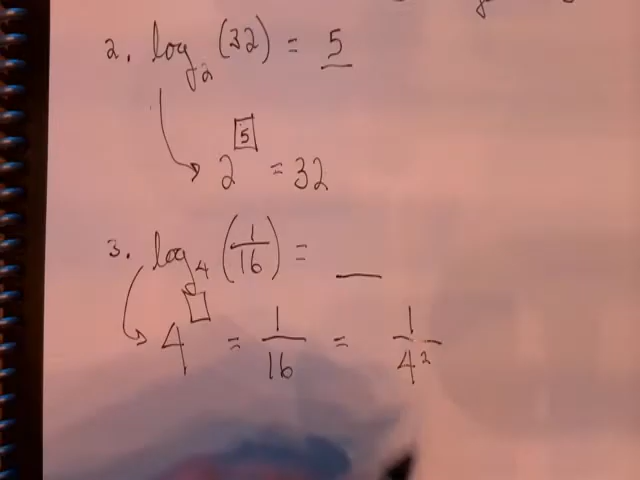 2. log₂ (32) = 5
2^5 = 32
3. log₄ (1/16) = __
4^□ = 1/16 = 1/4²